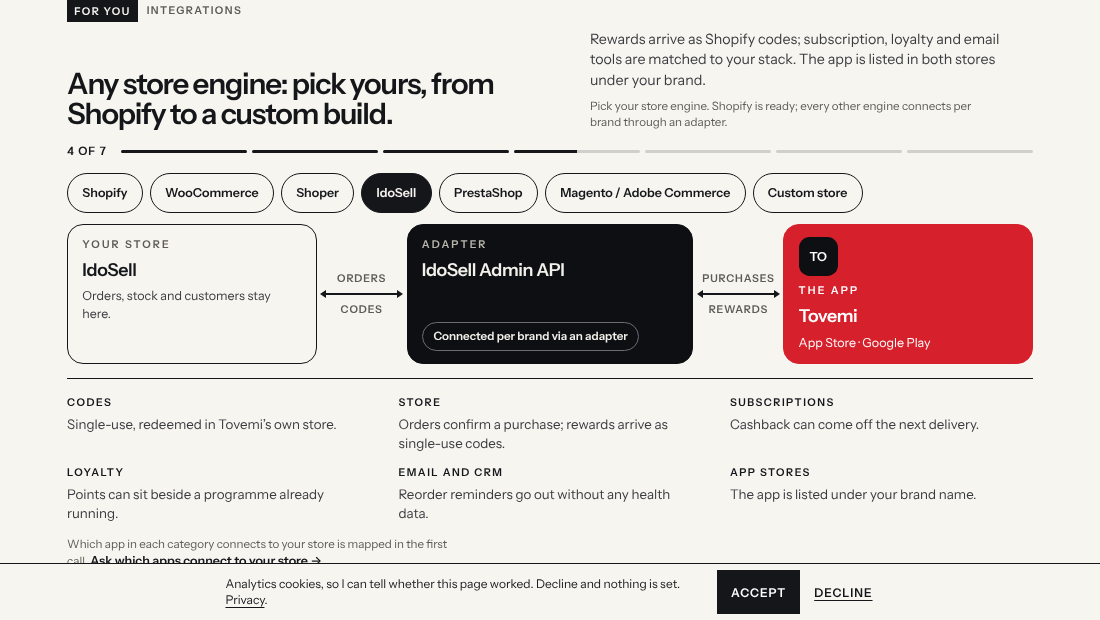 FOR YOU INTEGRATIONS
Any store engine: pick yours, from
Shopify to a custom build.
Rewards arrive as Shopify codes; subscription, loyalty and email
tools are matched to your stack. The app is listed in both stores
under your brand.
Pick your store engine. Shopify is ready; every other engine connects per
brand through an adapter.
4 OF 7
Shopify WooCommerce Shoper IdoSell PrestaShop Magento / Adobe Commerce Custom store
YOUR STORE
IdoSell
Orders, stock and customers stay
here.
ORDERS
CODES
ADAPTER
IdoSell Admin API
Connected per brand via an adapter
PURCHASES
REWARDS
TO
THE APP
Tovemi
App Store · Google Play
CODES
Single-use, redeemed in Tovemi's own store.
STORE
Orders confirm a purchase; rewards arrive as
single-use codes.
SUBSCRIPTIONS
Cashback can come off the next delivery.
LOYALTY
Points can sit beside a programme already
running.
EMAIL AND CRM
Reorder reminders go out without any health
data.
APP STORES
The app is listed under your brand name.
Which app in each category connects to your store is mapped in the first
call. Ask which apps connect to your store →
Analytics cookies, so I can tell whether this page worked. Decline and nothing is set.
Privacy.
ACCEPT DECLINE